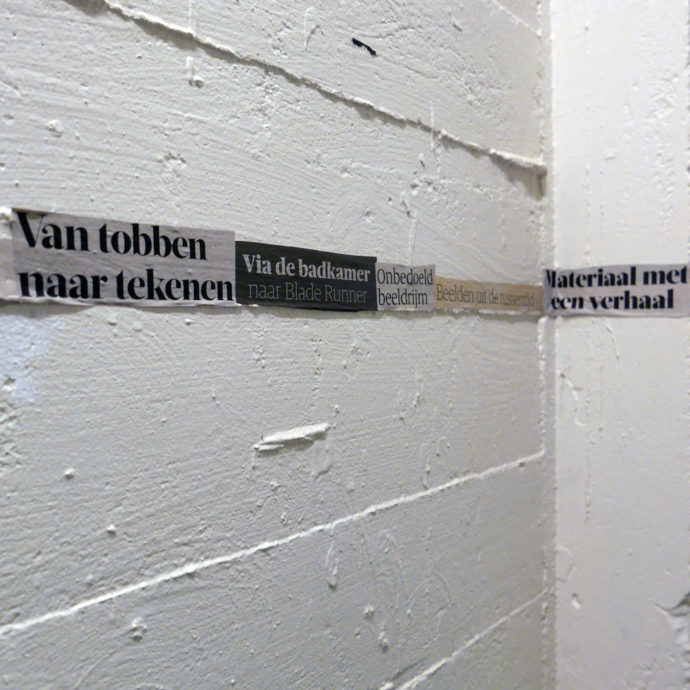 Van tobben
naar tekenen
Via de badkamer
naar Blade Runner
Onbedoeld
beeldrijm
Beelden uit de tussentijd
Materiaal met
een verhaal